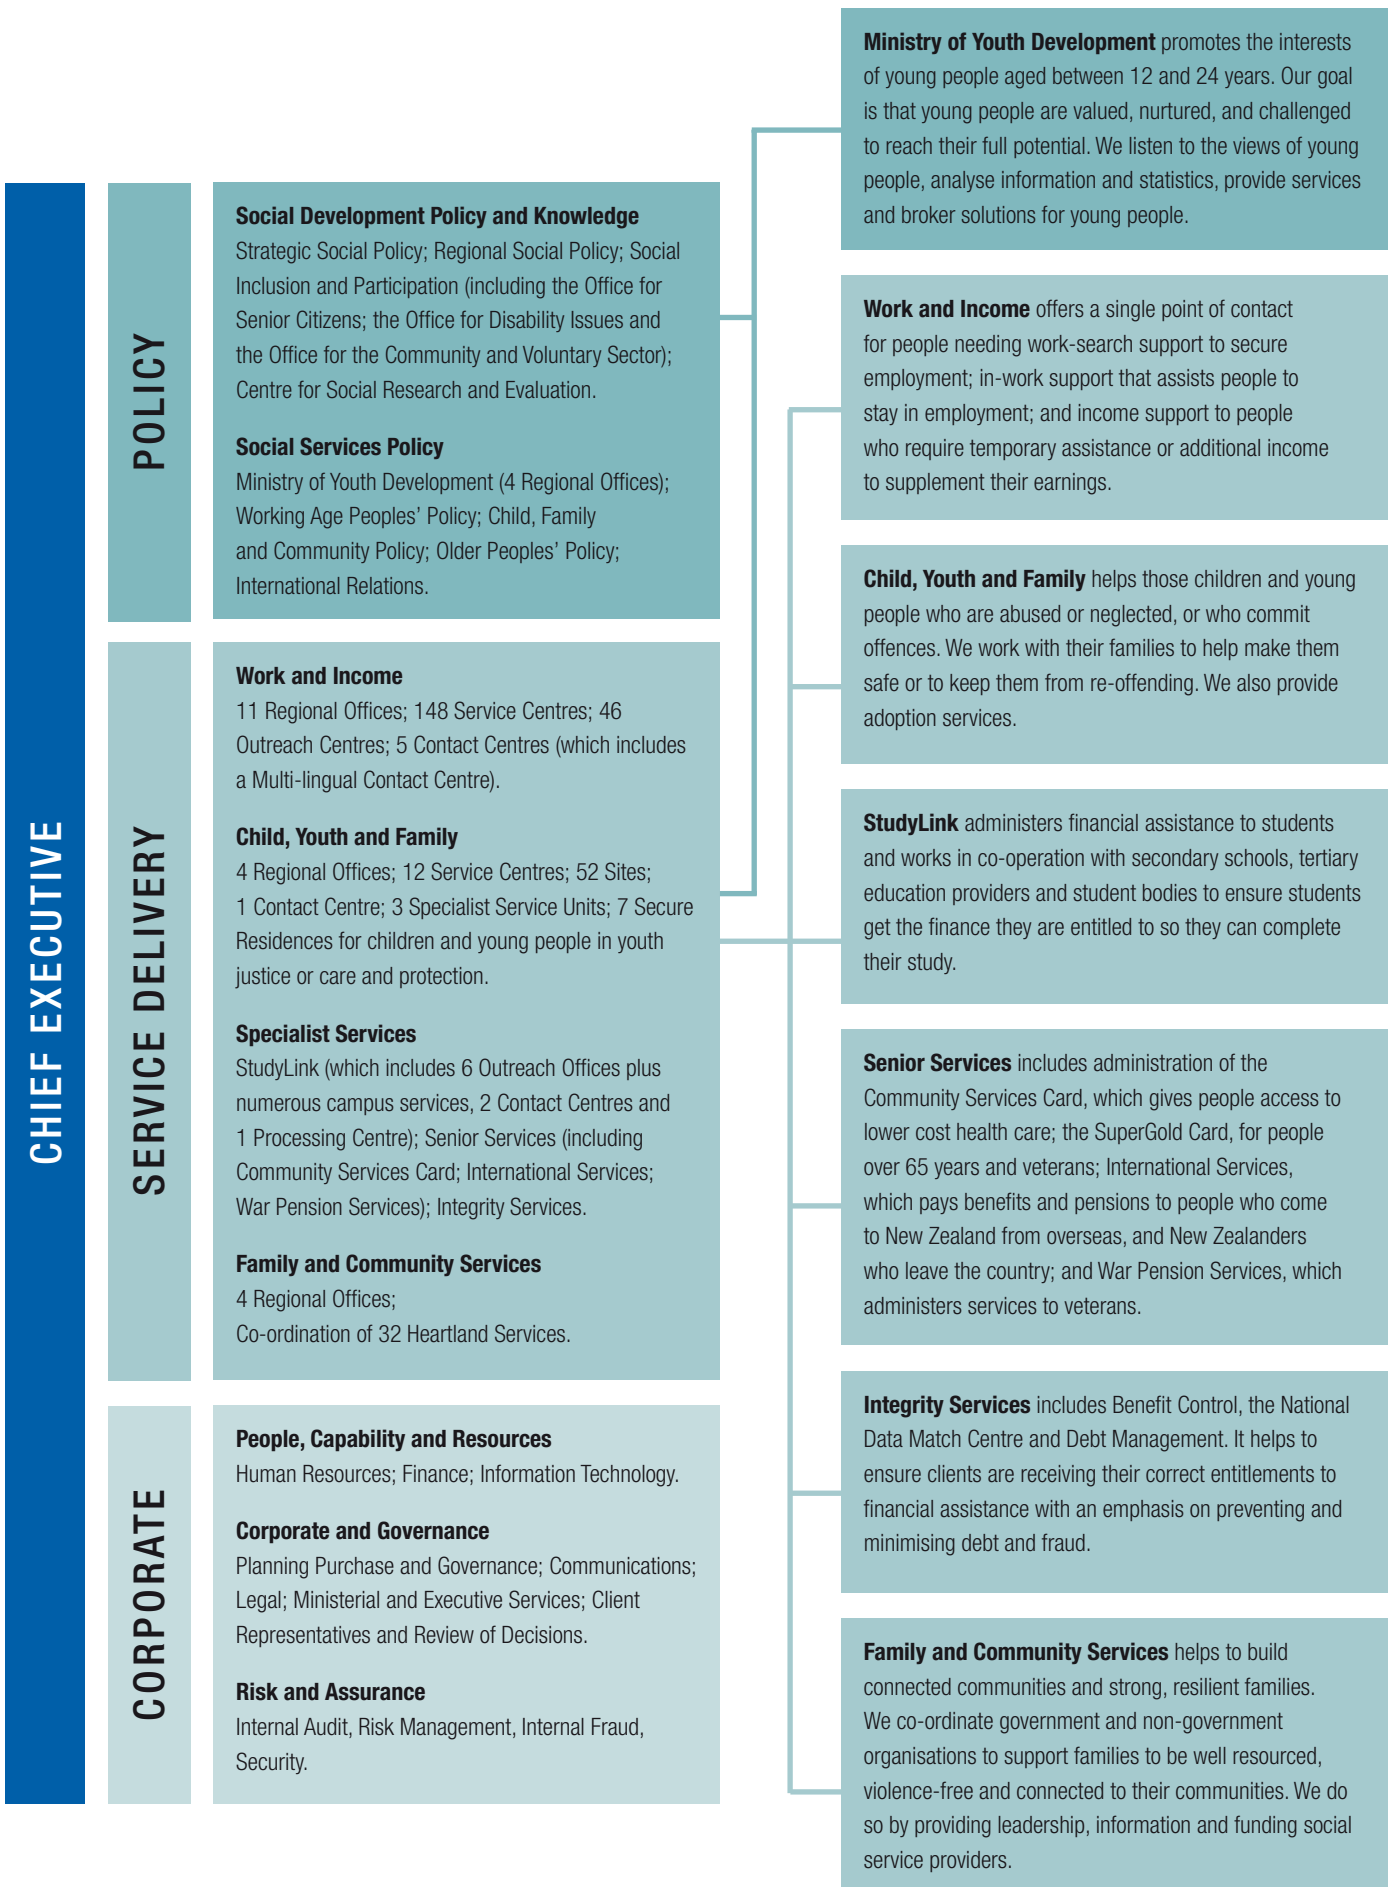 CHIEF EXECUTIVE
POLICY
Social Development Policy and Knowledge
Strategic Social Policy; Regional Social Policy; Social
Inclusion and Participation (including the Office for
Senior Citizens; the Office for Disability Issues and
the Office for the Community and Voluntary Sector);
Centre for Social Research and Evaluation.
Social Services Policy
Ministry of Youth Development (4 Regional Offices);
Working Age Peoples' Policy; Child, Family
and Community Policy; Older Peoples' Policy;
International Relations.
SERVICE DELIVERY
Work and Income
11 Regional Offices; 148 Service Centres; 46
Outreach Centres; 5 Contact Centres (which includes
a Multi-lingual Contact Centre).
Child, Youth and Family
4 Regional Offices; 12 Service Centres; 52 Sites;
1 Contact Centre; 3 Specialist Service Units; 7 Secure
Residences for children and young people in youth
justice or care and protection.
Specialist Services
StudyLink (which includes 6 Outreach Offices plus
numerous campus services, 2 Contact Centres and
1 Processing Centre); Senior Services (including
Community Services Card; International Services;
War Pension Services); Integrity Services.
Family and Community Services
4 Regional Offices;
Co-ordination of 32 Heartland Services.
CORPORATE
People, Capability and Resources
Human Resources; Finance; Information Technology.
Corporate and Governance
Planning Purchase and Governance; Communications;
Legal; Ministerial and Executive Services; Client
Representatives and Review of Decisions.
Risk and Assurance
Internal Audit, Risk Management, Internal Fraud,
Security.
Ministry of Youth Development promotes the interests
of young people aged between 12 and 24 years. Our goal
is that young people are valued, nurtured, and challenged
to reach their full potential. We listen to the views of young
people, analyse information and statistics, provide services
and broker solutions for young people.
Work and Income offers a single point of contact
for people needing work-search support to secure
employment; in-work support that assists people to
stay in employment; and income support to people
who require temporary assistance or additional income
to supplement their earnings.
Child, Youth and Family helps those children and young
people who are abused or neglected, or who commit
offences. We work with their families to help make them
safe or to keep them from re-offending. We also provide
adoption services.
StudyLink administers financial assistance to students
and works in co-operation with secondary schools, tertiary
education providers and student bodies to ensure students
get the finance they are entitled to so they can complete
their study.
Senior Services includes administration of the
Community Services Card, which gives people access to
lower cost health care; the SuperGold Card, for people
over 65 years and veterans; International Services,
which pays benefits and pensions to people who come
to New Zealand from overseas, and New Zealanders
who leave the country; and War Pension Services, which
administers services to veterans.
Integrity Services includes Benefit Control, the National
Data Match Centre and Debt Management. It helps to
ensure clients are receiving their correct entitlements to
financial assistance with an emphasis on preventing and
minimising debt and fraud.
Family and Community Services helps to build
connected communities and strong, resilient families.
We co-ordinate government and non-government
organisations to support families to be well resourced,
violence-free and connected to their communities. We do
so by providing leadership, information and funding social
service providers.